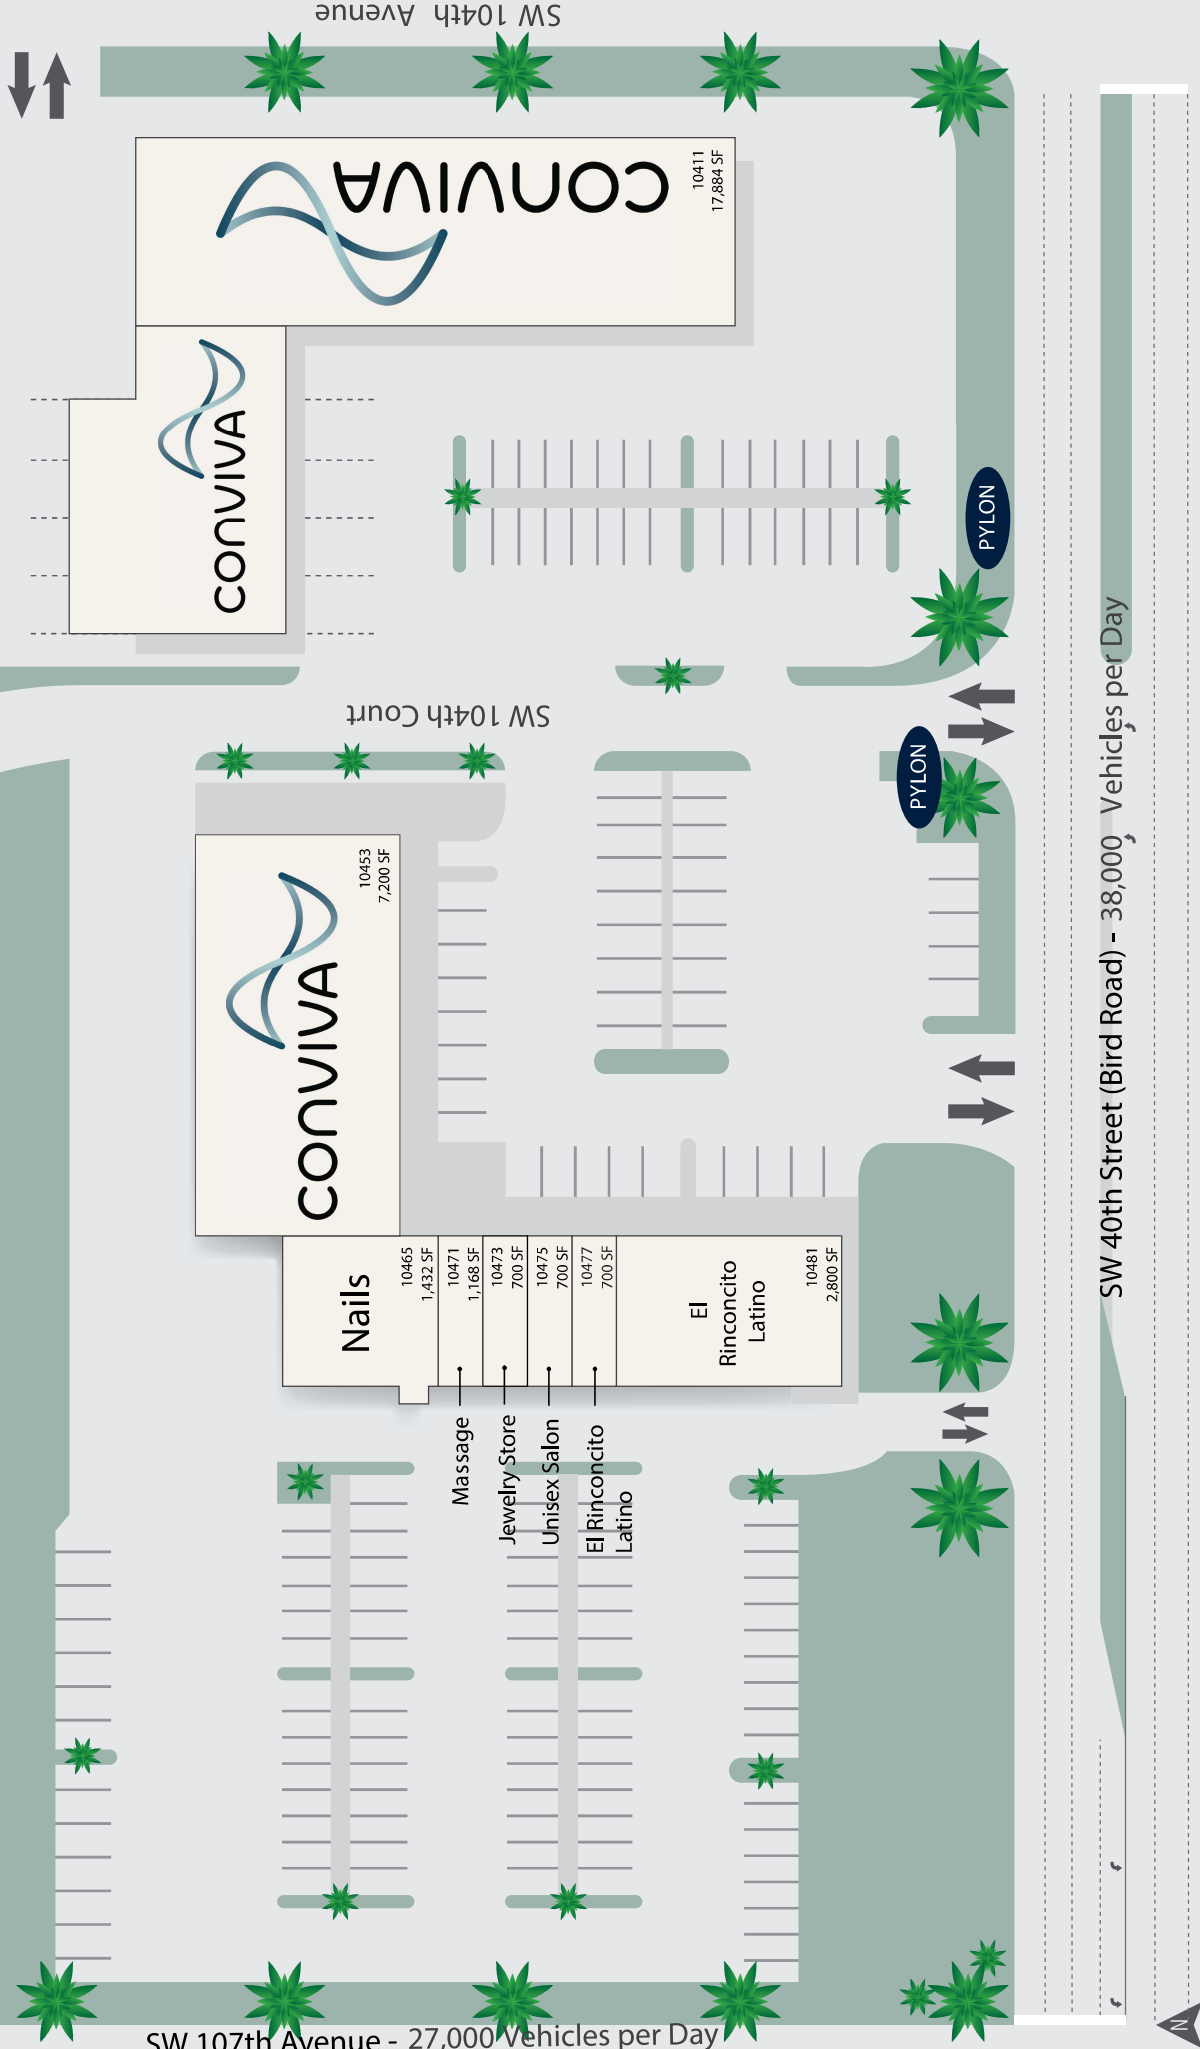 SW 104th Avenue
CONVIVA
10411
17,884 SF
CONVIVA
PYLON
SW 104th Court
PYLON
CONVIVA
10453
7,200 SF
Nails
10465
1,432 SF
10471
1,168 SF
10473
700 SF
10475
700 SF
10477
700 SF
El
Rinconcito
Latino
10481
2,800 SF
Massage
Jewelry Store
Unisex Salon
El Rinconcito
Latino
SW 40th Street (Bird Road) - 38,000 Vehicles per Day
SW 107th Avenue - 27,000 Vehicles per Day
N